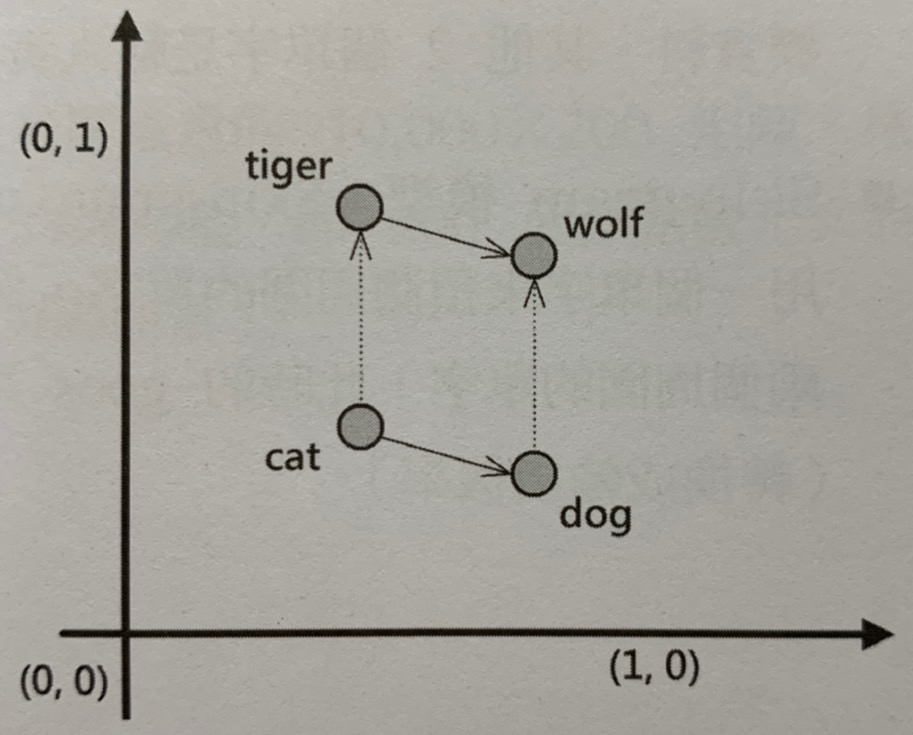 (0, 1)
tiger
wolf
cat
dog
(0, 0)
(1, 0)